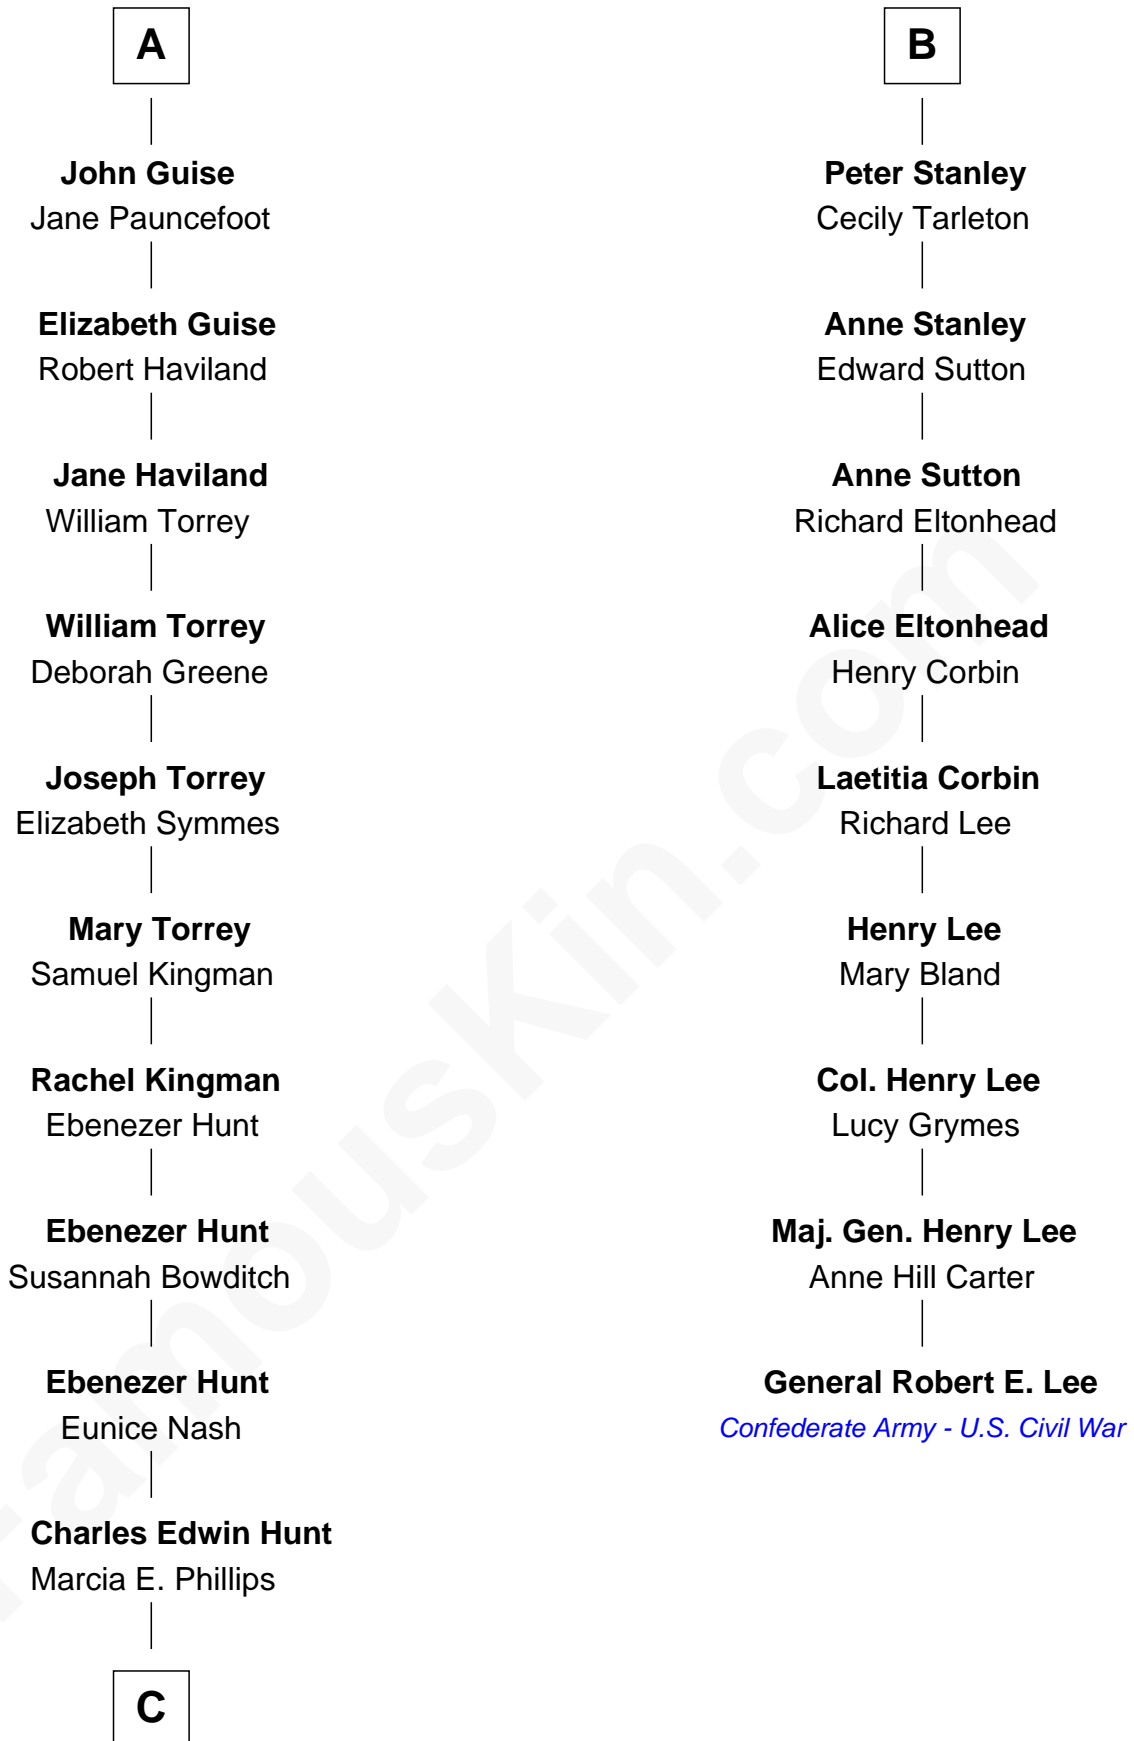 A
John Guise
Jane Pauncefoot
Elizabeth Guise
Robert Haviland
Jane Haviland
William Torrey
William Torrey
Deborah Greene
Joseph Torrey
Elizabeth Symmes
Mary Torrey
Samuel Kingman
Rachel Kingman
Ebenezer Hunt
Ebenezer Hunt
Susannah Bowditch
Ebenezer Hunt
Eunice Nash
Charles Edwin Hunt
Marcia E. Phillips
C
B
Peter Stanley
Cecily Tarleton
Anne Stanley
Edward Sutton
Anne Sutton
Richard Eltonhead
Alice Eltonhead
Henry Corbin
Laetitia Corbin
Richard Lee
Henry Lee
Mary Bland
Col. Henry Lee
Lucy Grymes
Maj. Gen. Henry Lee
Anne Hill Carter
General Robert E. Lee
Confederate Army - U.S. Civil War
FamousKin.com